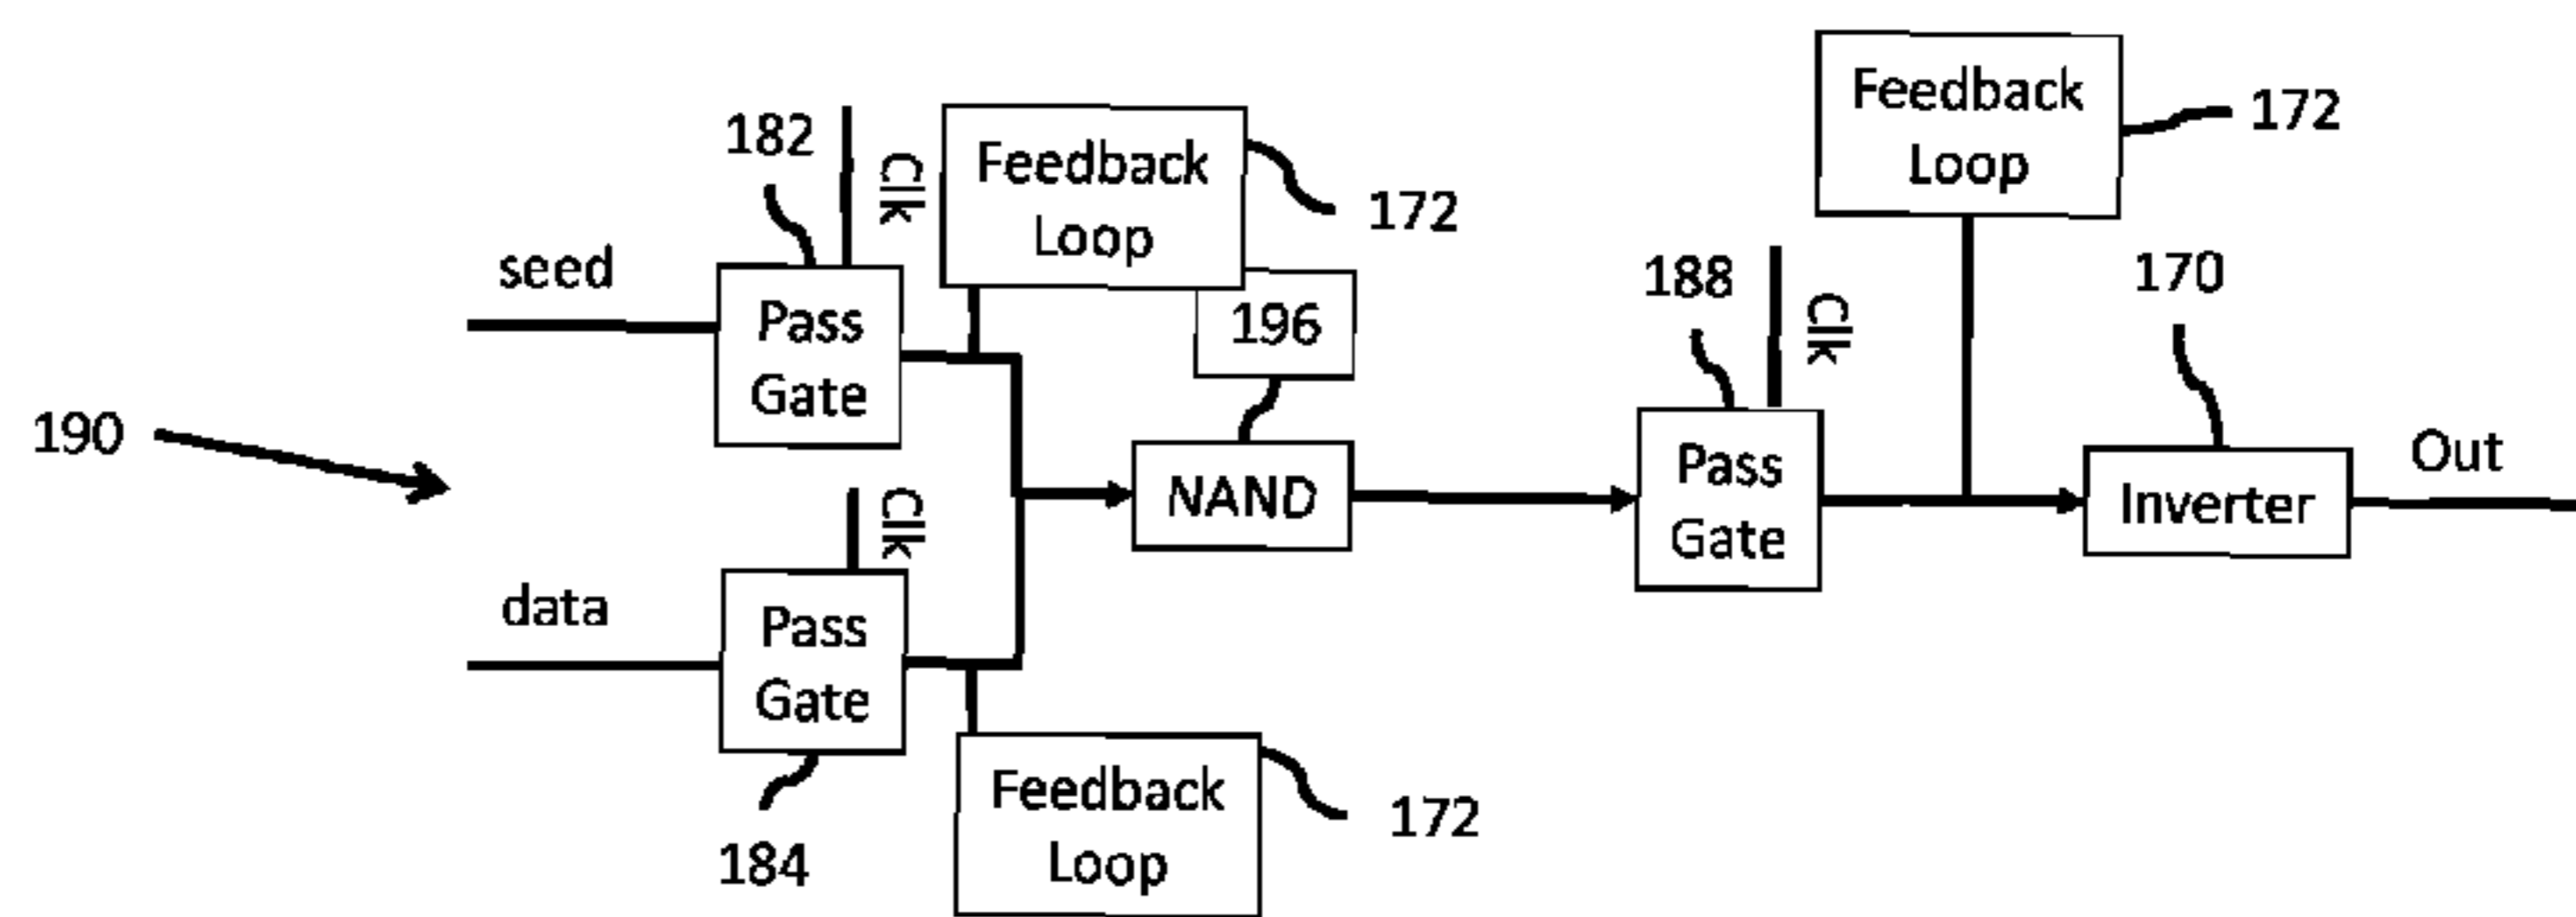 Feedback
Loop
172
182
Clk
Feedback
Loop
172
seed
Pass
Gate
196
188
Clk
170
190
NAND
Pass
Gate
Inverter
Out
data
Clk
Pass
Gate
184
Feedback
Loop
172